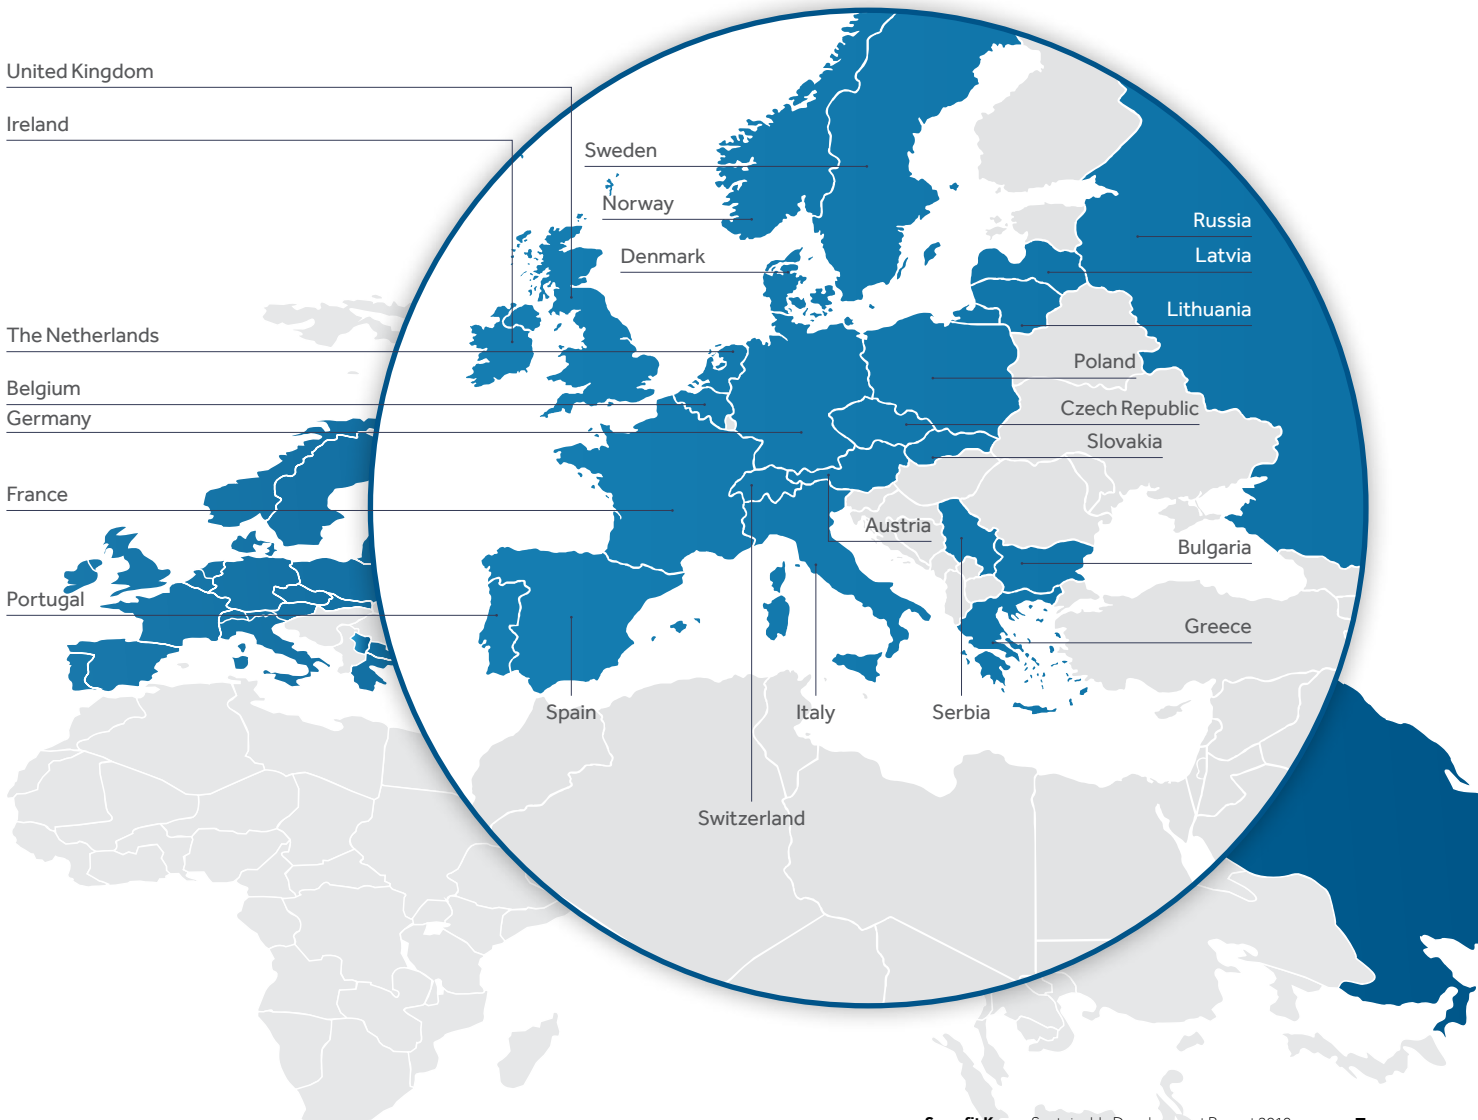 United Kingdom
Ireland
Sweden
Norway
Russia
Denmark
Latvia
Lithuania
The Netherlands
Poland
Belgium
Czech Republic
Germany
Slovakia
France
Austria
Bulgaria
Portugal
Greece
Spain
Italy
Serbia
Switzerland